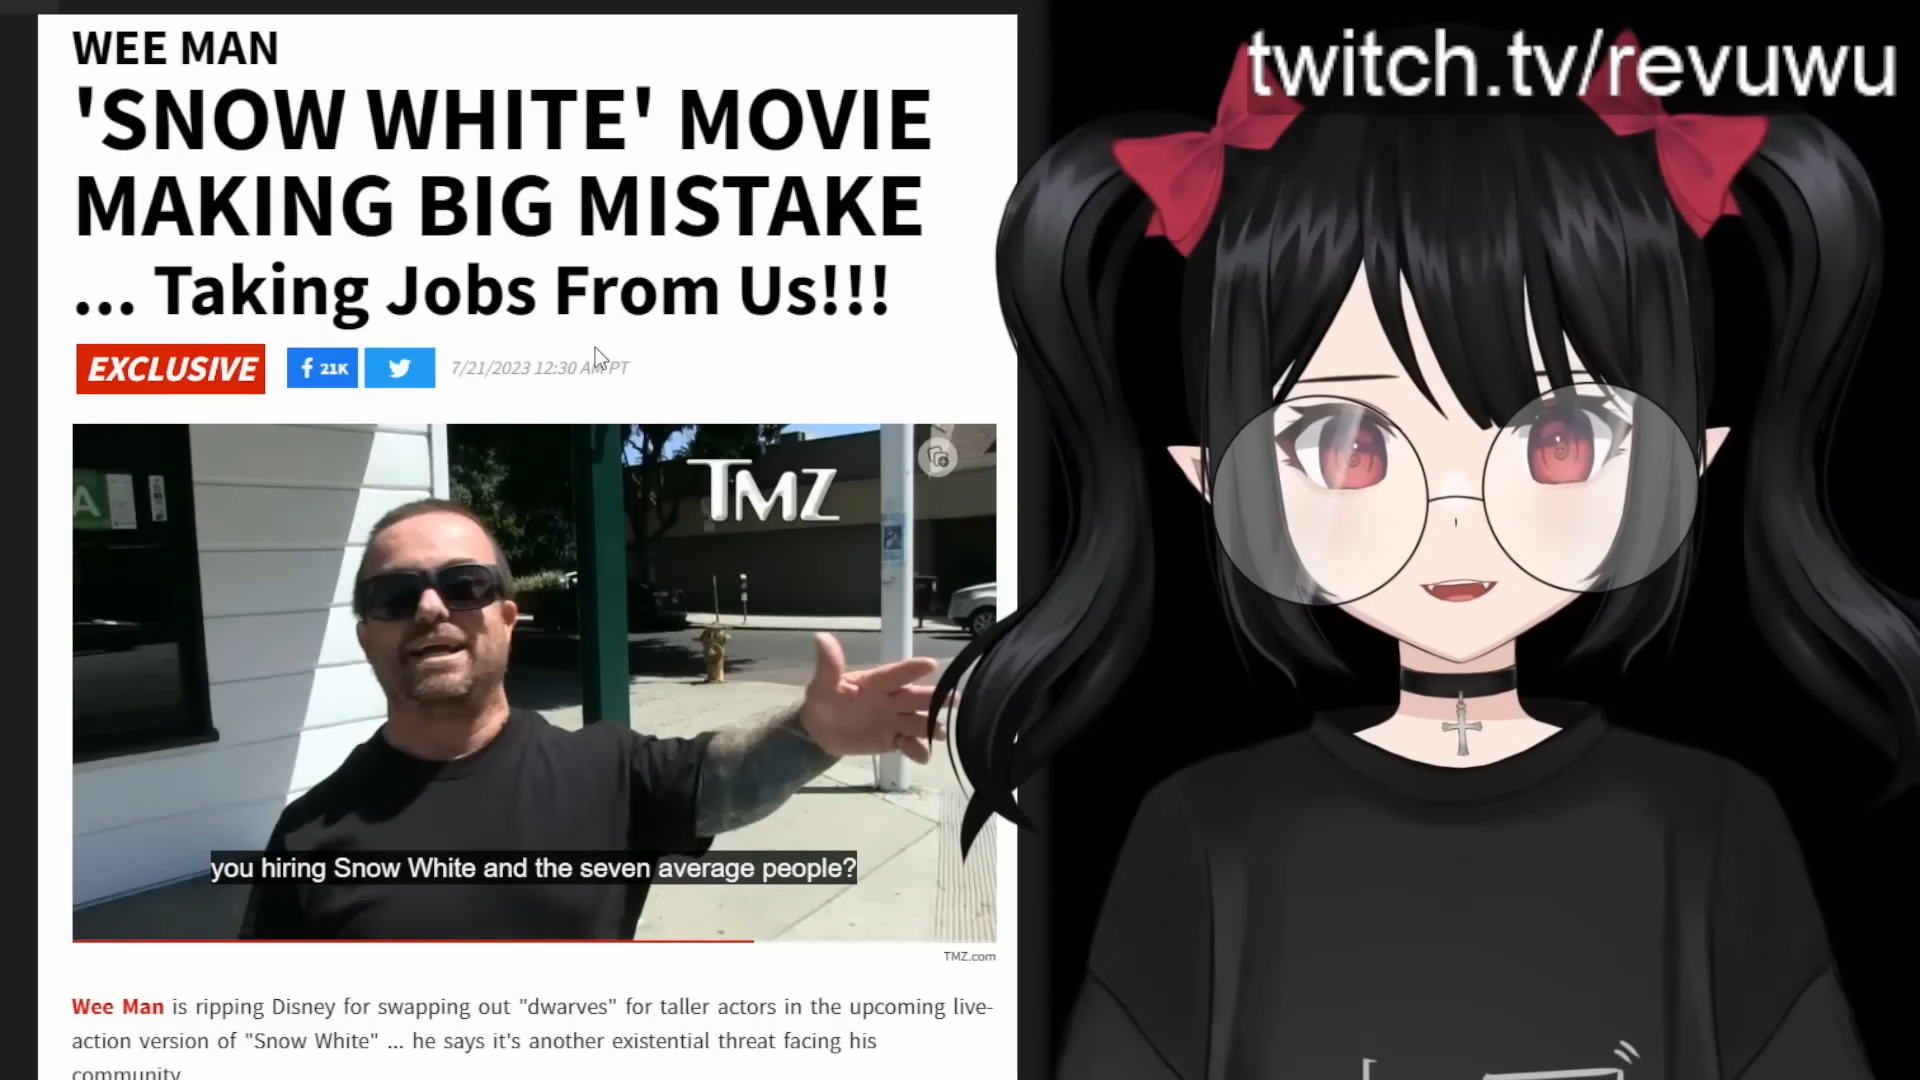 WEE MAN
'SNOW WHITE' MOVIE
MAKING BIG MISTAKE
... Taking Jobs From Us!!!
EXCLUSIVE
f 21K
7/21/2023 12:30 AM PT
A
TMZ
you hiring Snow White and the seven average people?
TMZ.com
Wee Man is ripping Disney for swapping out "dwarves" for taller actors in the upcoming live-
action version of "Snow White" ... he says it's another existential threat facing his
community
twitch.tv/revuwu